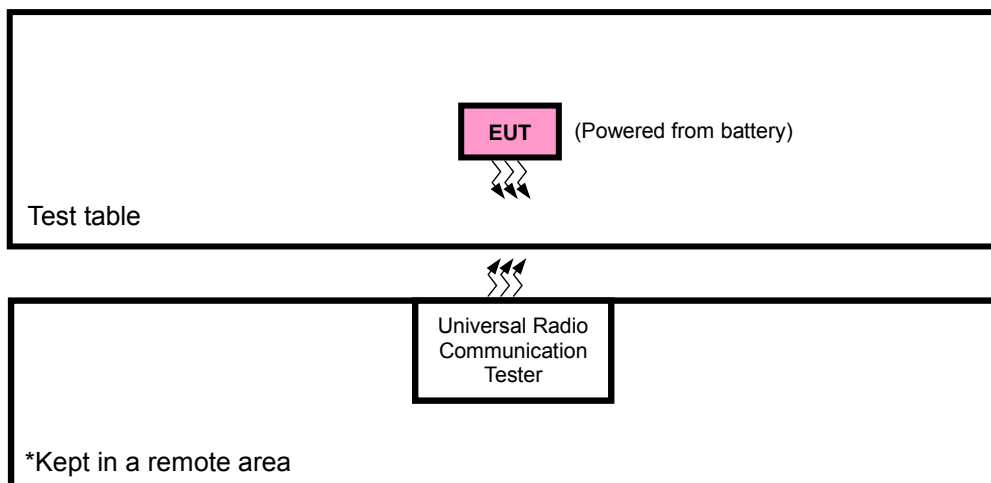 EUT
(Powered from battery)
Test table
Universal Radio
Communication
Tester
*Kept in a remote area